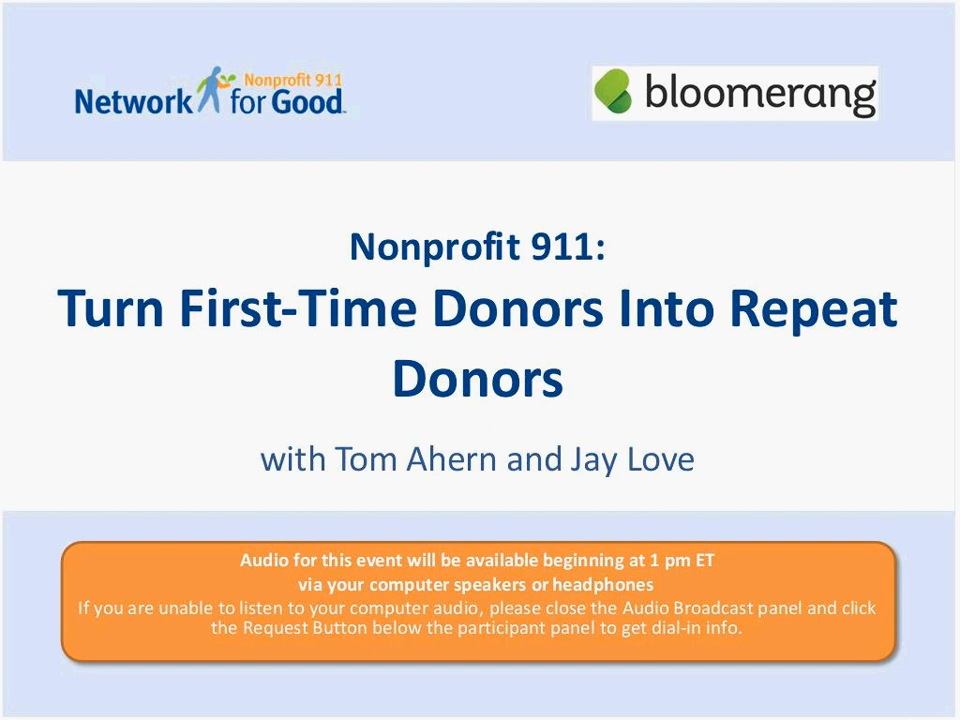 Nonprofit 911
Network for Good™
bloomerang
Nonprofit 911:
Turn First-Time Donors Into Repeat
Donors
with Tom Ahern and Jay Love
Audio for this event will be available beginning at 1 pm ET
via your computer speakers or headphones
If you are unable to listen to your computer audio, please close the Audio Broadcast panel and click
the Request Button below the participant panel to get dial-in info.